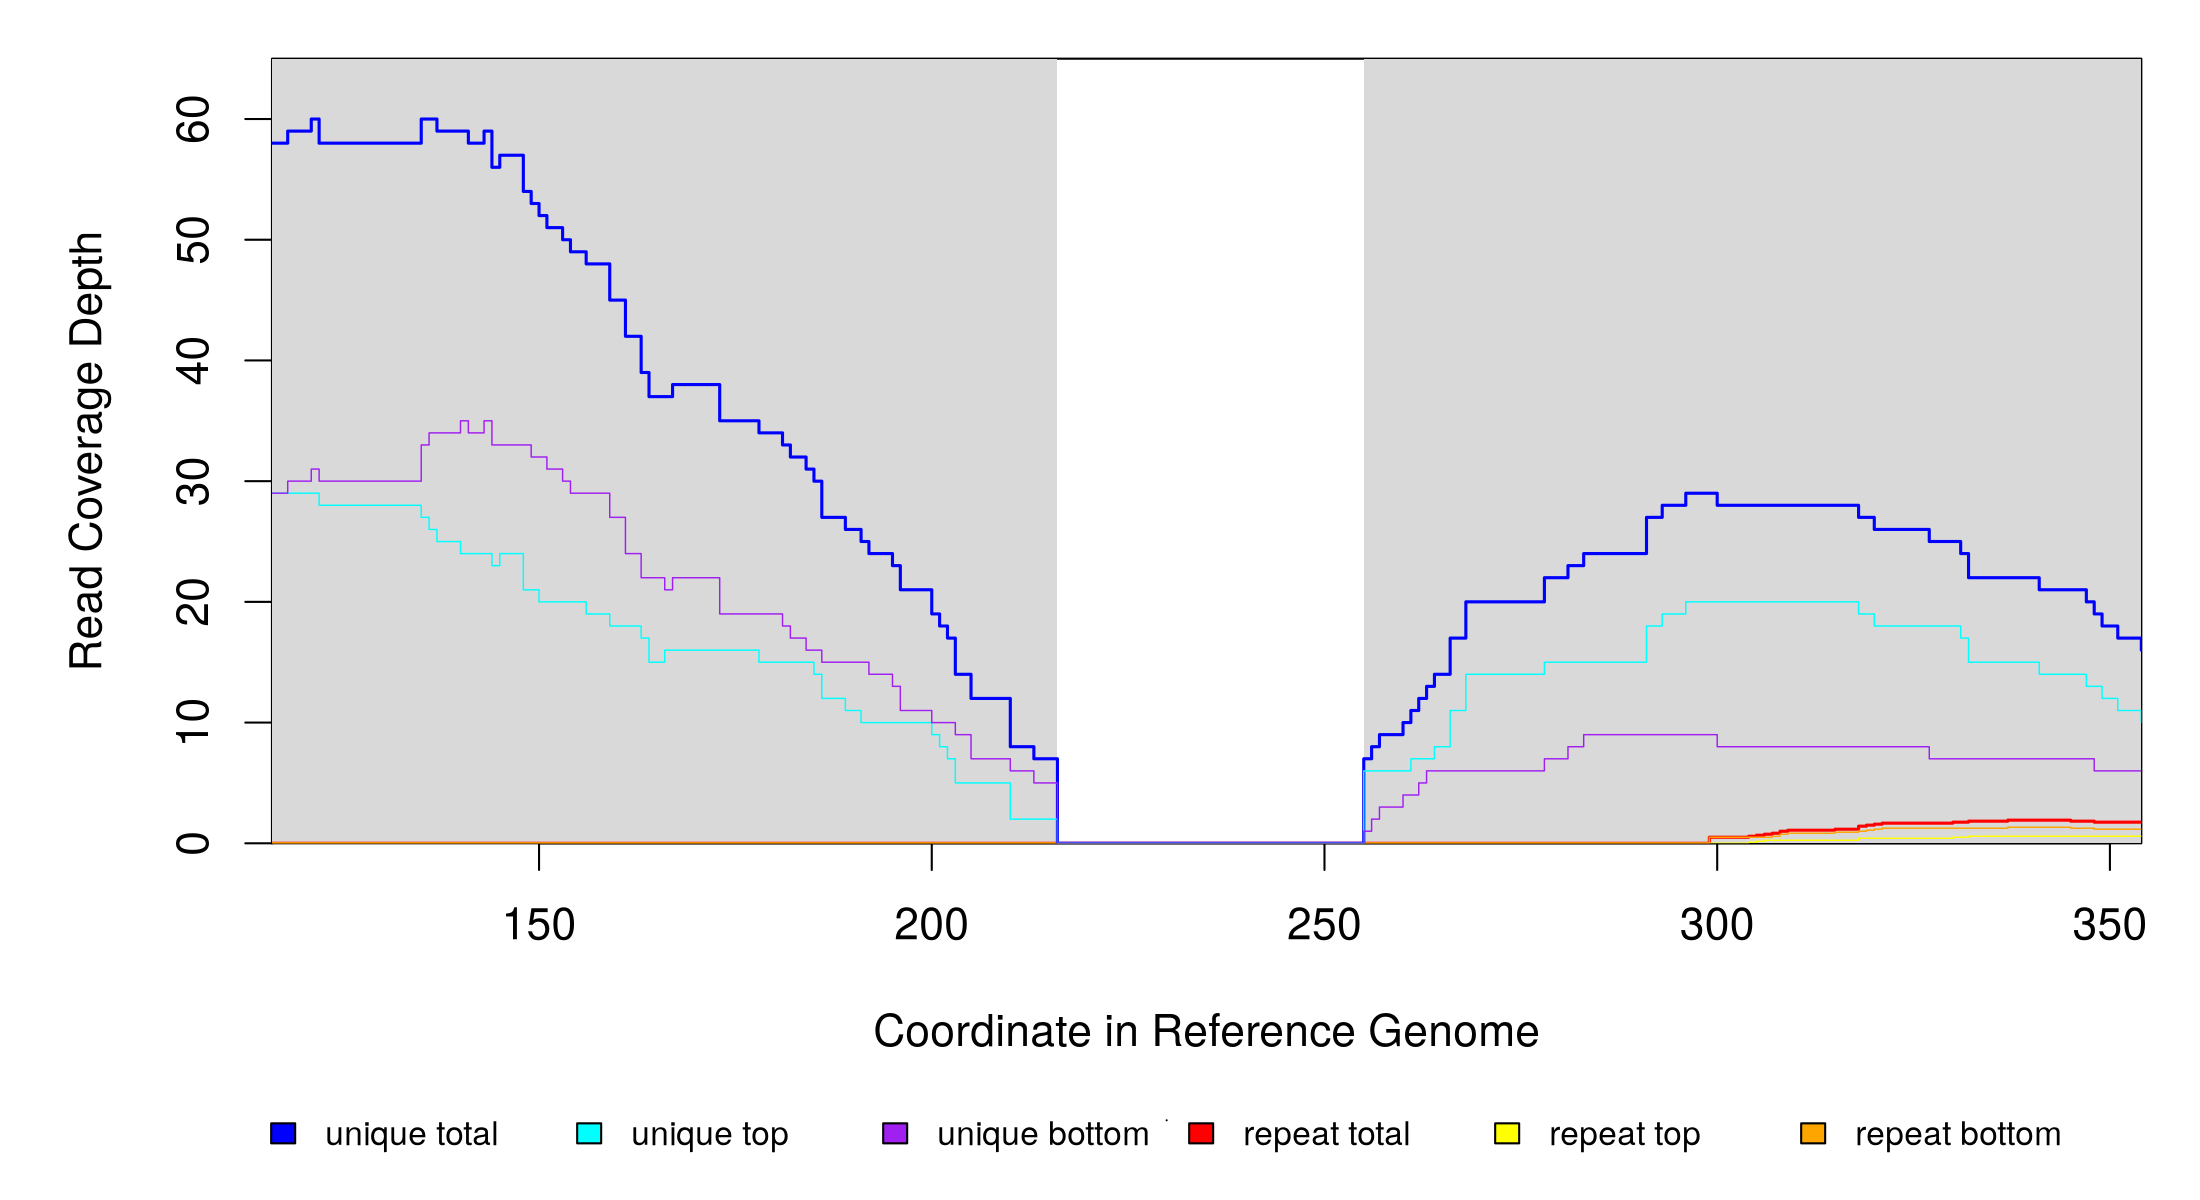 Read Coverage Depth
60
50
40
30
20
10
0
150 200 250 300 350
Coordinate in Reference Genome
unique total unique top unique bottom repeat total repeat top repeat bottom